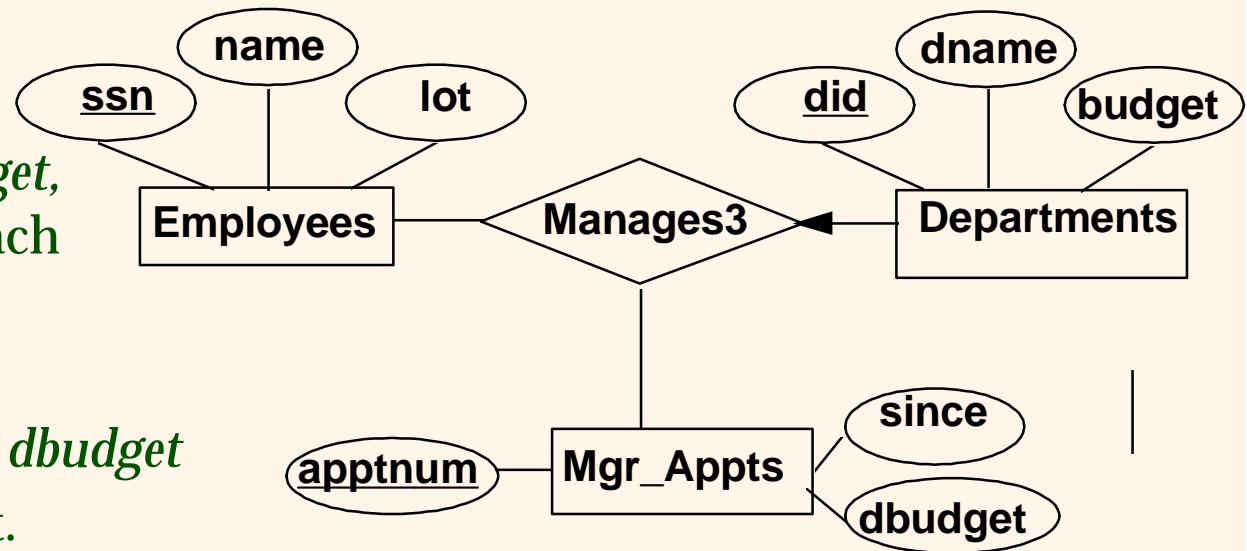 name
dname
ssn
lot
did
budget
get,
Employees
Manages3
Departments
ach
since
dbudget
apptnum
Mgr_Appts
t.
dbudget